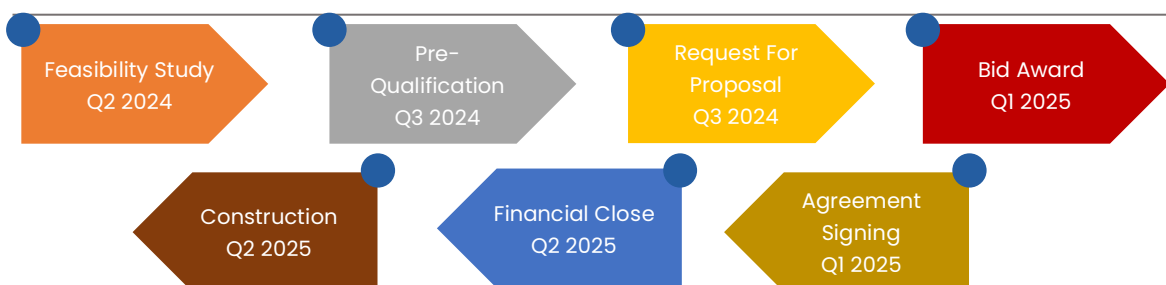 Feasibility Study
Q2 2024
Pre-
Qualification
Q3 2024
Request For
Proposal
Q3 2024
Bid Award
Q1 2025
Agreement
Signing
Q1 2025
Financial Close
Q2 2025
Construction
Q2 2025